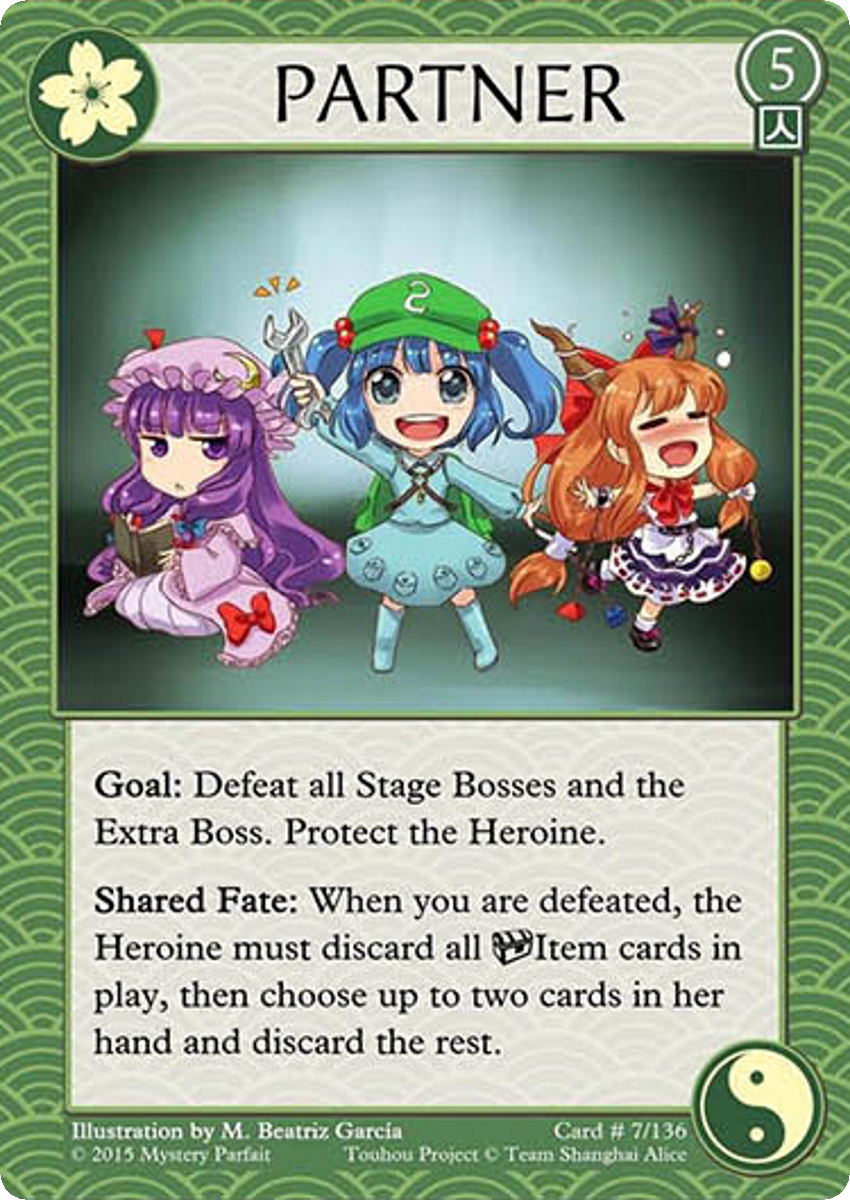 PARTNER
5
人
2
Goal: Defeat all Stage Bosses and the
Extra Boss. Protect the Heroine.
Shared Fate: When you are defeated, the
Heroine must discard all Item cards in
play, then choose up to two cards in her
hand and discard the rest.
Illustration by M. Beatriz García
Card # 7/136
© 2015 Mystery Parfait
Touhou Project © Team Shanghai Alice